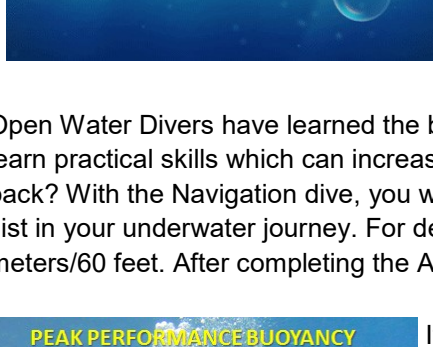 Open Water Divers have learned the b
earn practical skills which can increas
back? With the Navigation dive, you w
ist in your underwater journey. For de
meters/60 feet. After completing the A
PEAK PERFORMANCE BUOYANCY
I